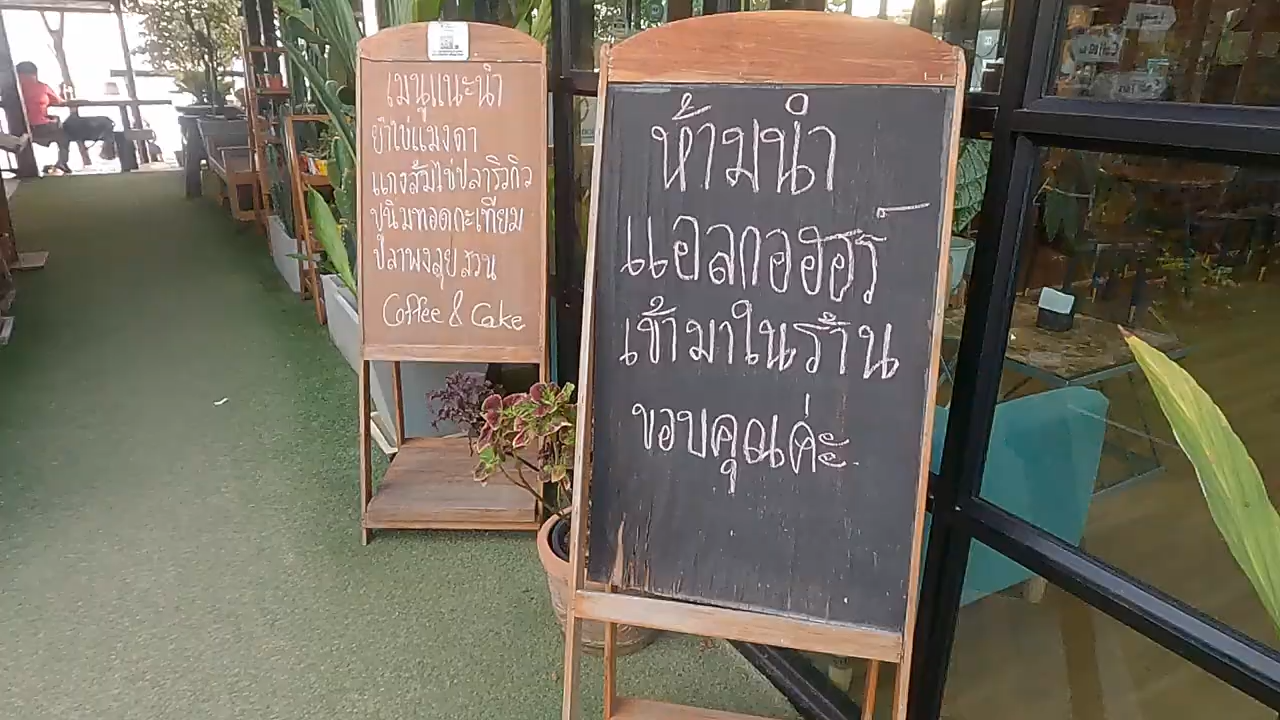 เมนูแนะนำ
ยำไข่แมงดา
แกงส้มไข่ปลาริวกิว
ปูนิ่มทอดกะเทียม
ปลาพงลุยสวน
Coffee & Cake
ห้ามนำ
แอลกอฮอร์
เข้ามาในร้าน
ขอบคุณค่ะ